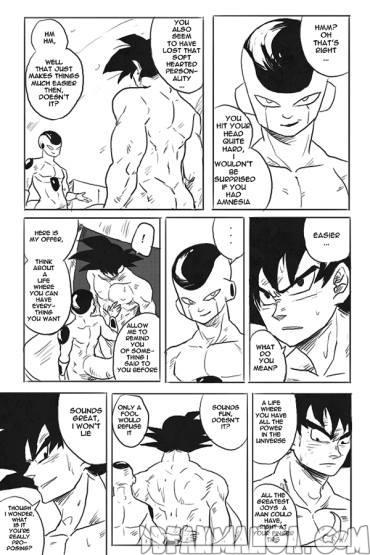 HMM?
OH
THAT'S
RIGHT
...
YOU
HIT YOUR
HEAD
QUITE
HARD,
I
WOULDN'T
BE
SURPRISED
IF YOU
HAD
AMNESIA
YOU
ALSO
SEEM
TO HAVE
LOST THAT
SOFT
HEARTED
PERSON-
ALITY
...
HM
HM,
WELL
THAT JUST
MAKES THINGS
MUCH EASIER
THEN,
DOESN'T
IT?
EASIER
...
WHAT
DO YOU
MEAN?
...
...
!
ALLOW
ME TO
REMIND
YOU
OF SOME-
THING
I SAID
TO YOU
BEFORE
HERE IS
MY OFFER,
THINK
ABOUT A
LIFE
WHERE
YOU CAN
HAVE
EVERY-
THING
YOU WANT
A LIFE
WHERE
YOU HAVE
ALL THE
POWER
IN THE
UNIVERSE
ALL THE
GREATEST
JOYS A
MAN COULD
HAVE,
RIGHT AT
YOUR
FINGER
SOUNDS
FUN,
DOESN'T
IT?
ONLY A
FOOL
WOULD
REFUSE
IT
SOUNDS
GREAT,
I WON'T
LIE
THOUGH I
WONDER,
WHAT IS
IT
YOU'RE
REALLY
PRO-
POSING?